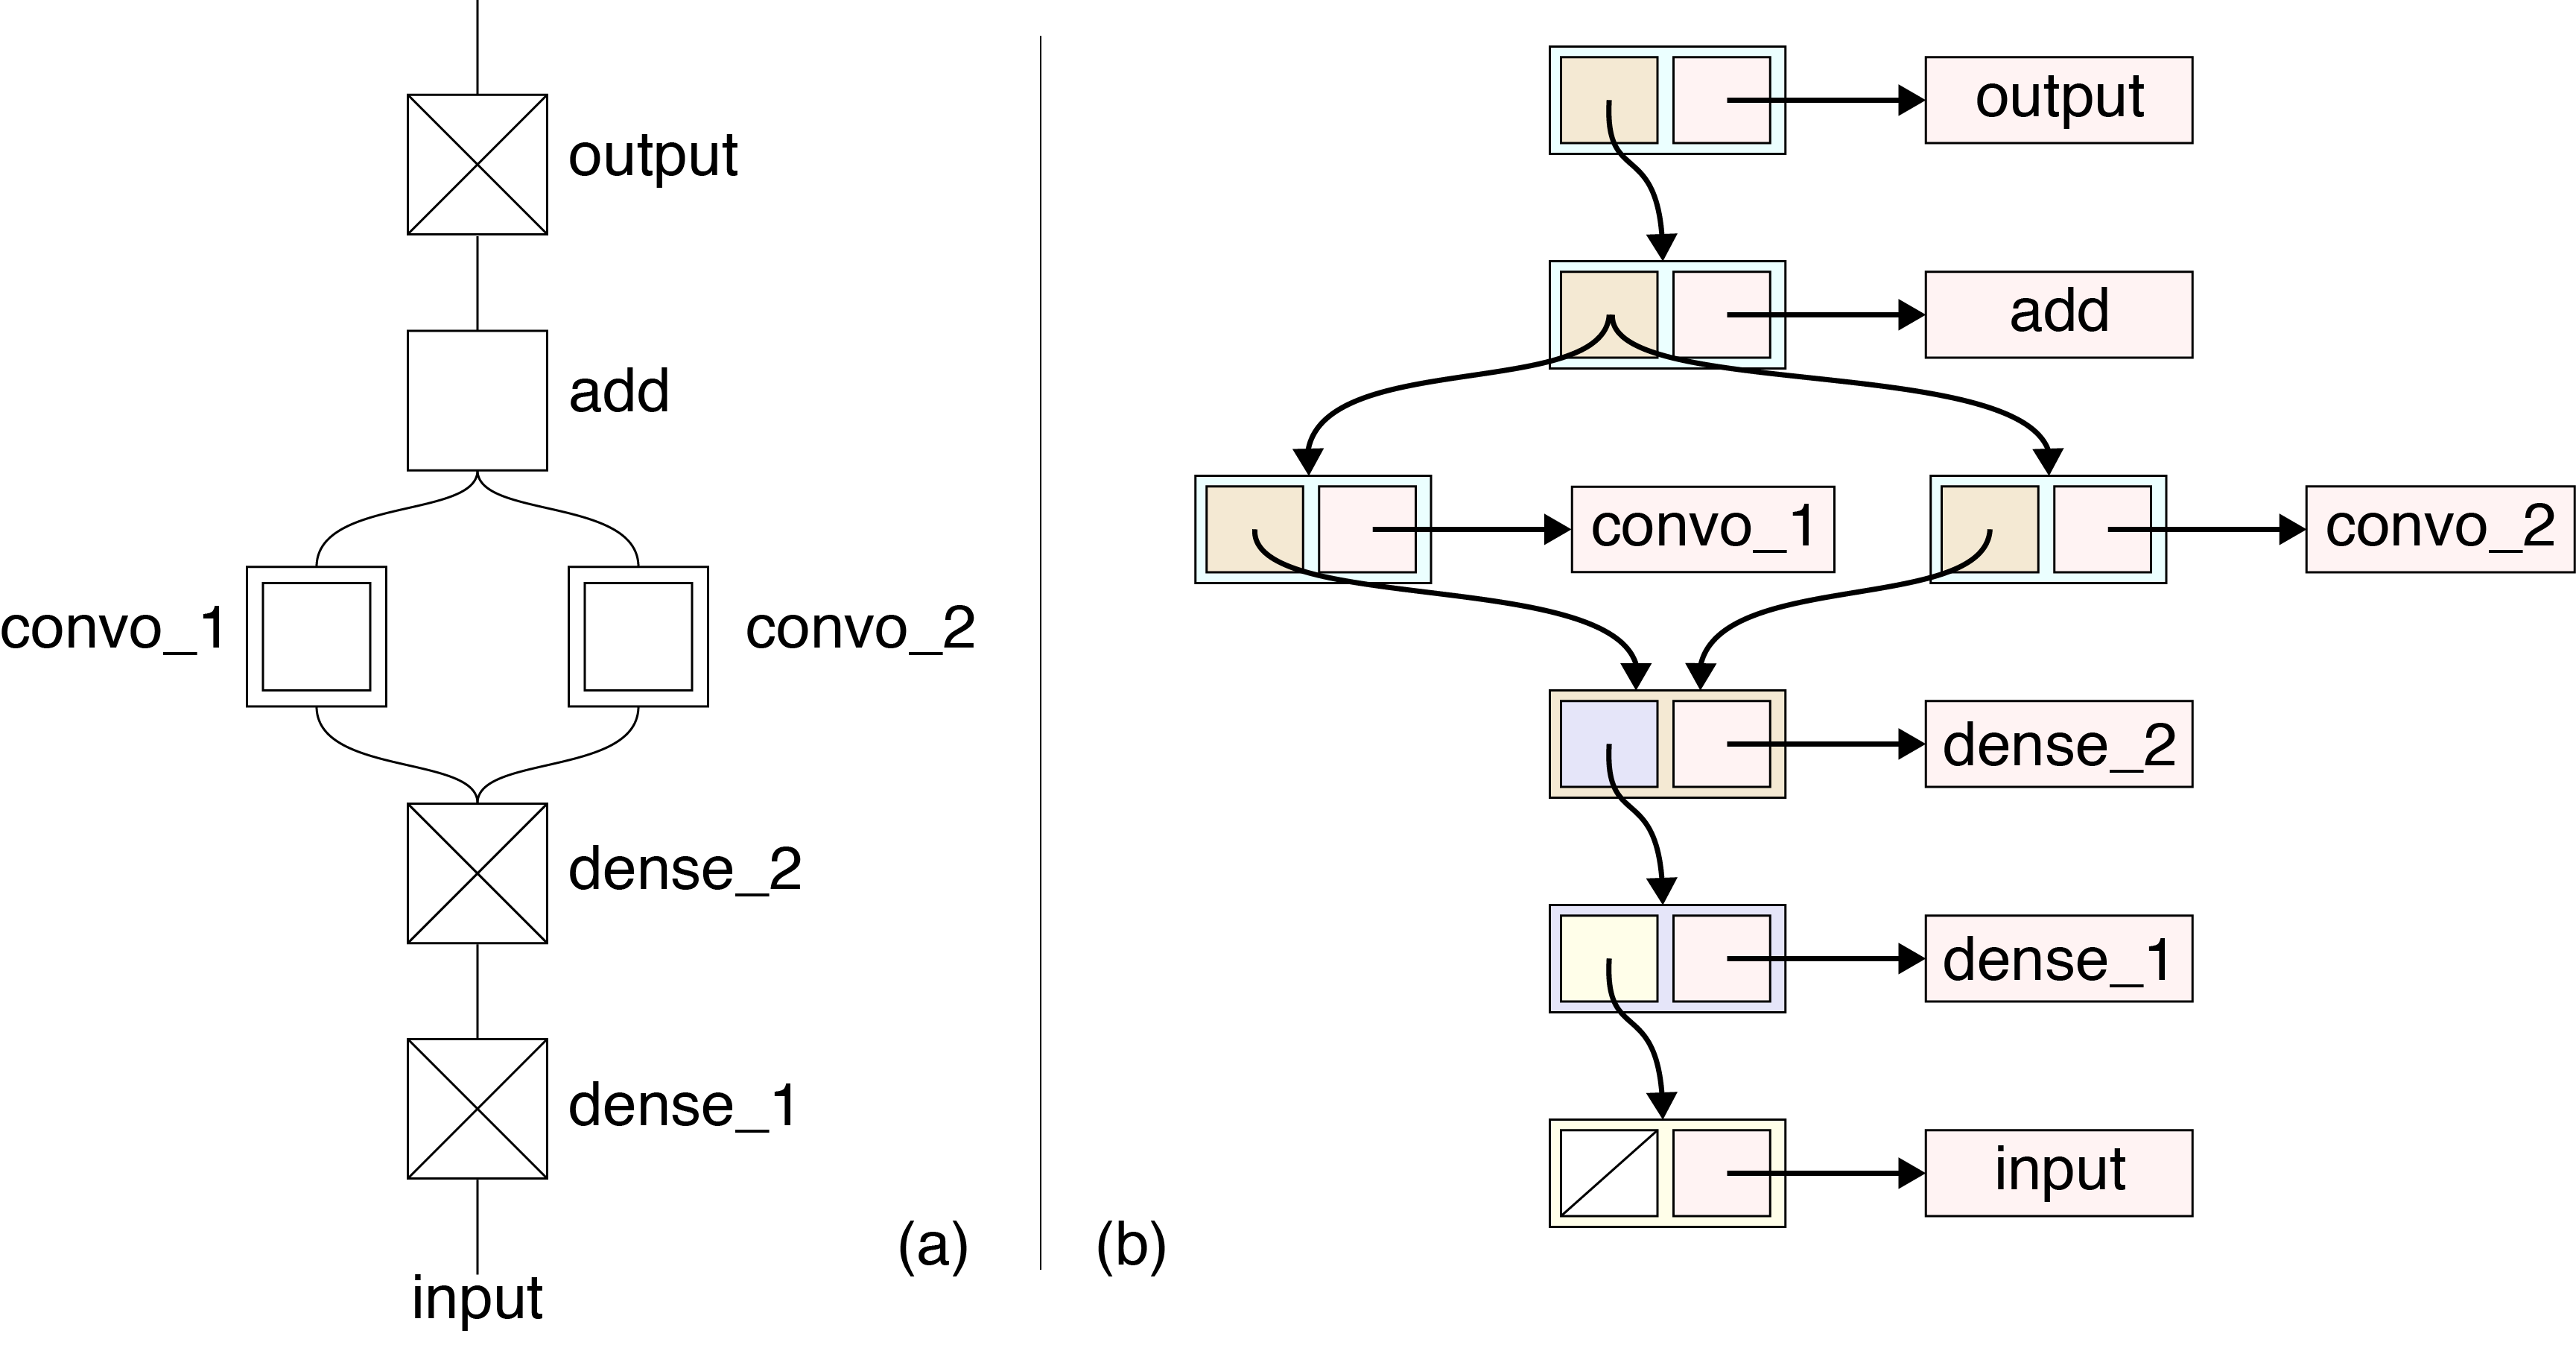 output
add
convo_1
convo_2
dense_2
dense_1
input
(a)
(b)
output
add
convo_1
convo_2
dense_2
dense_1
input